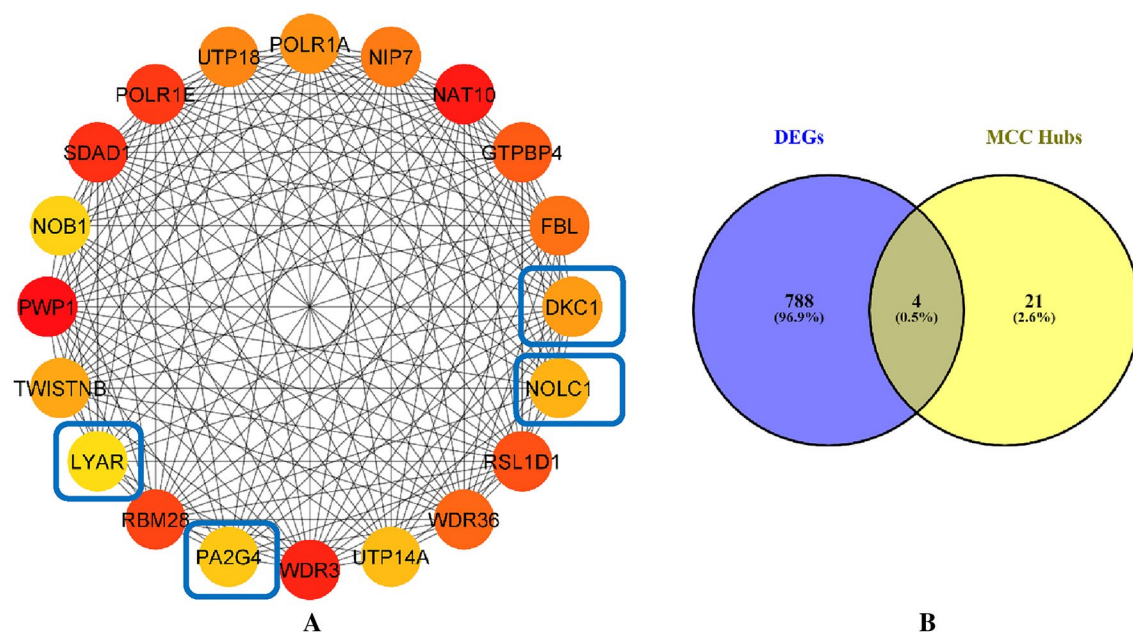 POLR1A
UTP18
NIP7
POLR1E
NAT10
SDAD1
GTPBP4
NOB1
FBL
PWP1
DKC1
TWISTNB
NOLC1
LYAR
RSL1D1
RBM28
WDR36
PA2G4
WDR3
UTP14A
A
DEGs
MCC Hubs
788
(96.9%)
4
(0.5%)
21
(2.6%)
B